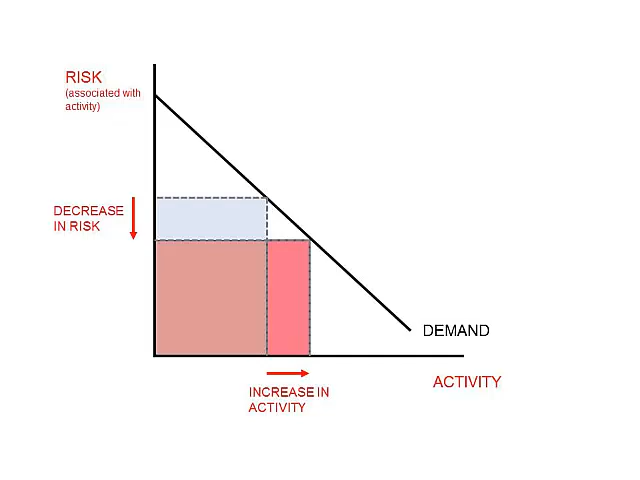 RISK
(associated with
activity)
DECREASE
IN RISK
DEMAND
ACTIVITY
INCREASE IN
ACTIVITY